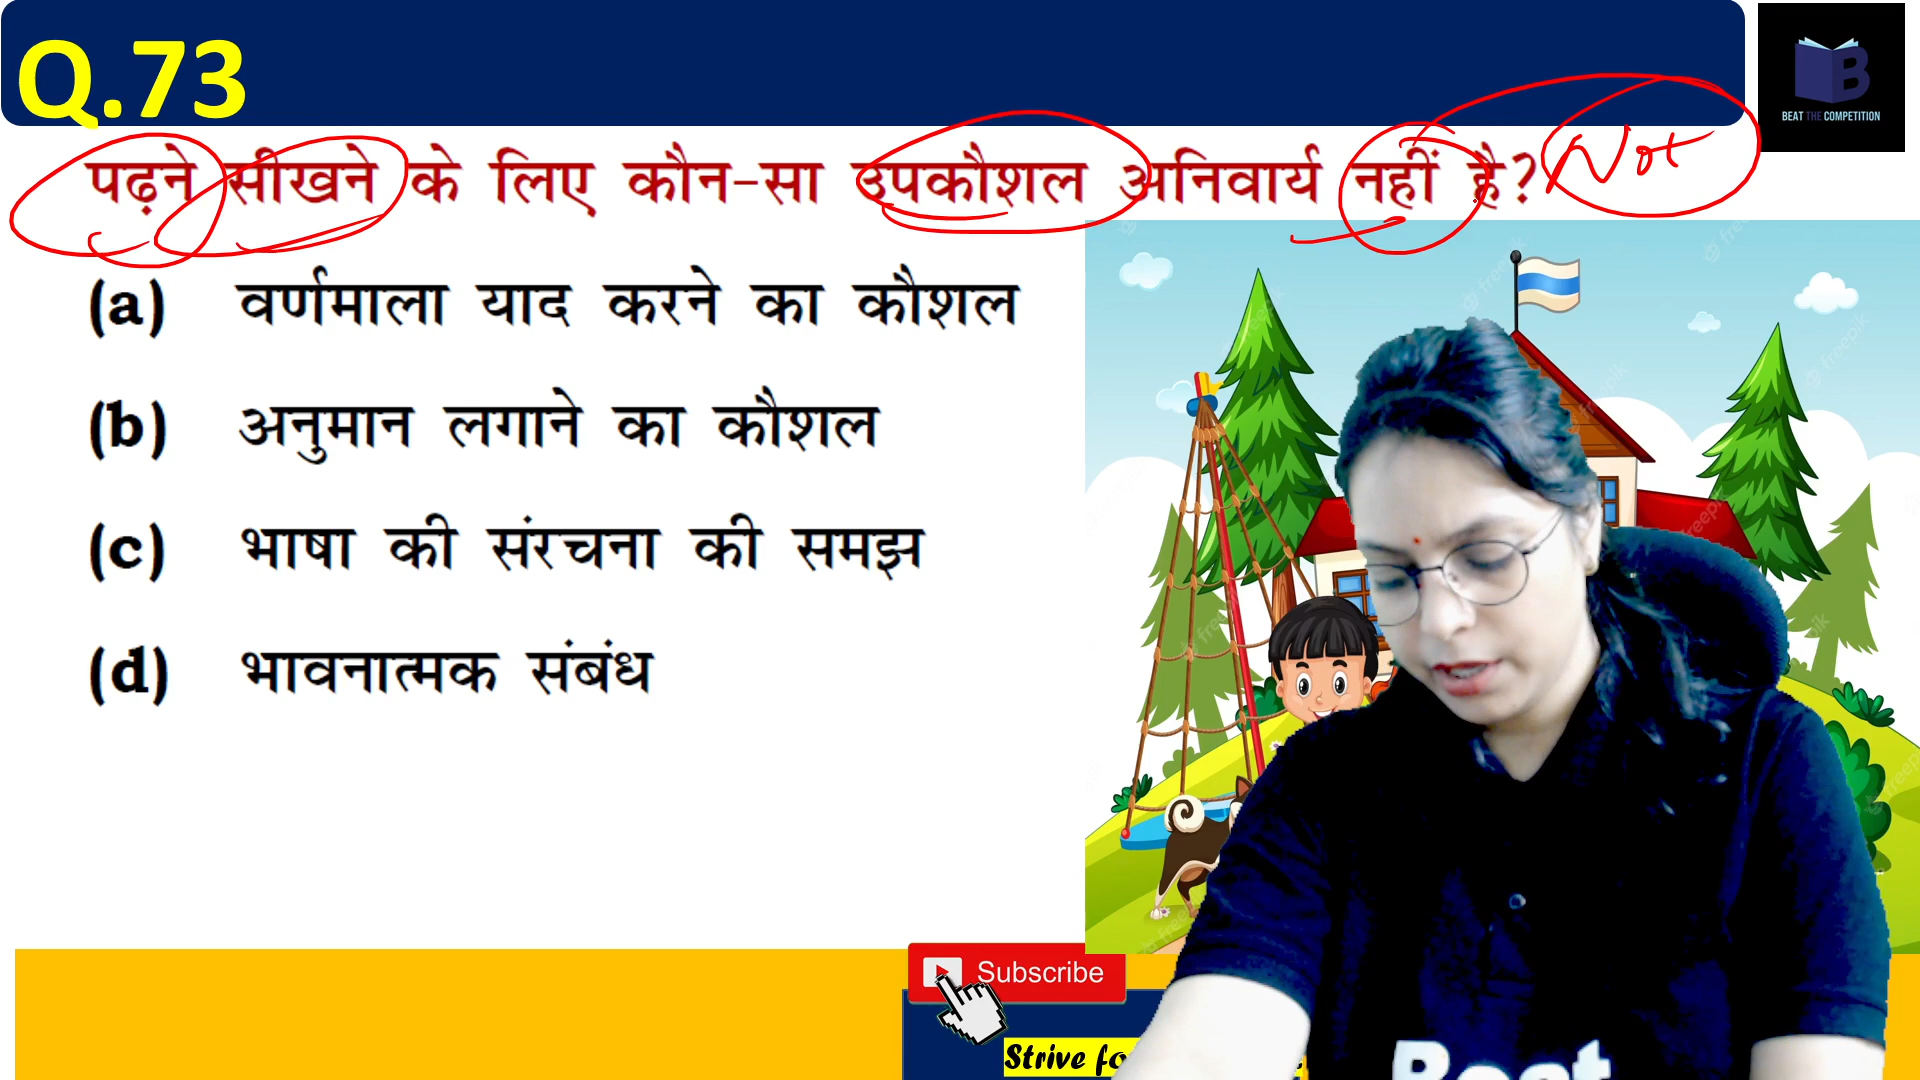 Q.73
BEAT THE COMPETITION
पढ़ने सीखने के लिए कौन-सा उपकौशल अनिवार्य नहीं है? Not
(a) वर्णमाला याद करने का कौशल
(b) अनुमान लगाने का कौशल
(c) भाषा की संरचना की समझ
(d) भावनात्मक संबंध
Subscribe
Strive